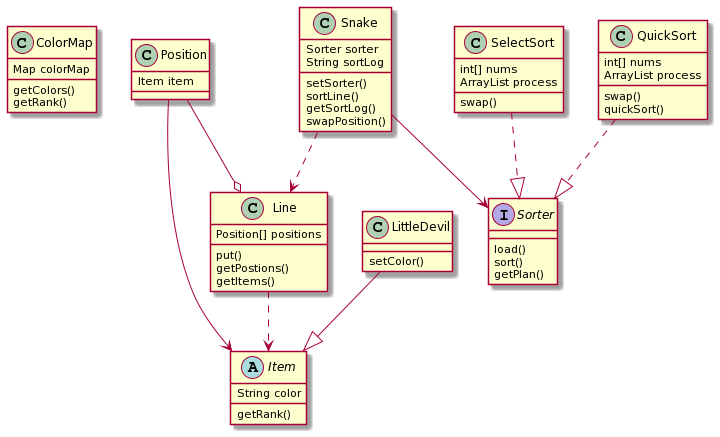 C ColorMap
Map colorMap
getColors()
getRank()
C Position
Item item
C Snake
Sorter sorter
String sortLog
setSorter()
sortLine()
getSortLog()
swapPosition()
C SelectSort
int[] nums
ArrayList process
swap()
C QuickSort
int[] nums
ArrayList process
swap()
quickSort()
C Line
Position[] positions
put()
getPostions()
getItems()
C LittleDevil
setColor()
I Sorter
load()
sort()
getPlan()
A Item
String color
getRank()